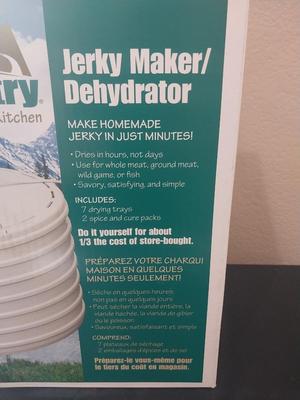 try.
kitchen
Jerky Maker/
Dehydrator
MAKE HOMEMADE
JERKY IN JUST MINUTES!
• Dries in hours, not days
• Use for whole meat, ground meat,
wild game, or fish
• Savory, satisfying, and simple
INCLUDES:
7 drying trays
2 spice and cure packs
Do it yourself for about
1/3 the cost of store-bought.
PRÉPAREZ VOTRE CHARQUI
MAISON EN QUELQUES
MINUTES SEULEMENT!
• Sèche en quelques heures
non pas en quelques jours
• Peut sécher la viande entière, la
viande hachée, la viande de gibier
ou le poisson
• Savoureux, satisfaisant et simple
COMPREND:
7 plateaux de séchage
2 emballages d'épices et de sel
Préparez-le vous-même pour
le tiers du coût en magasin.